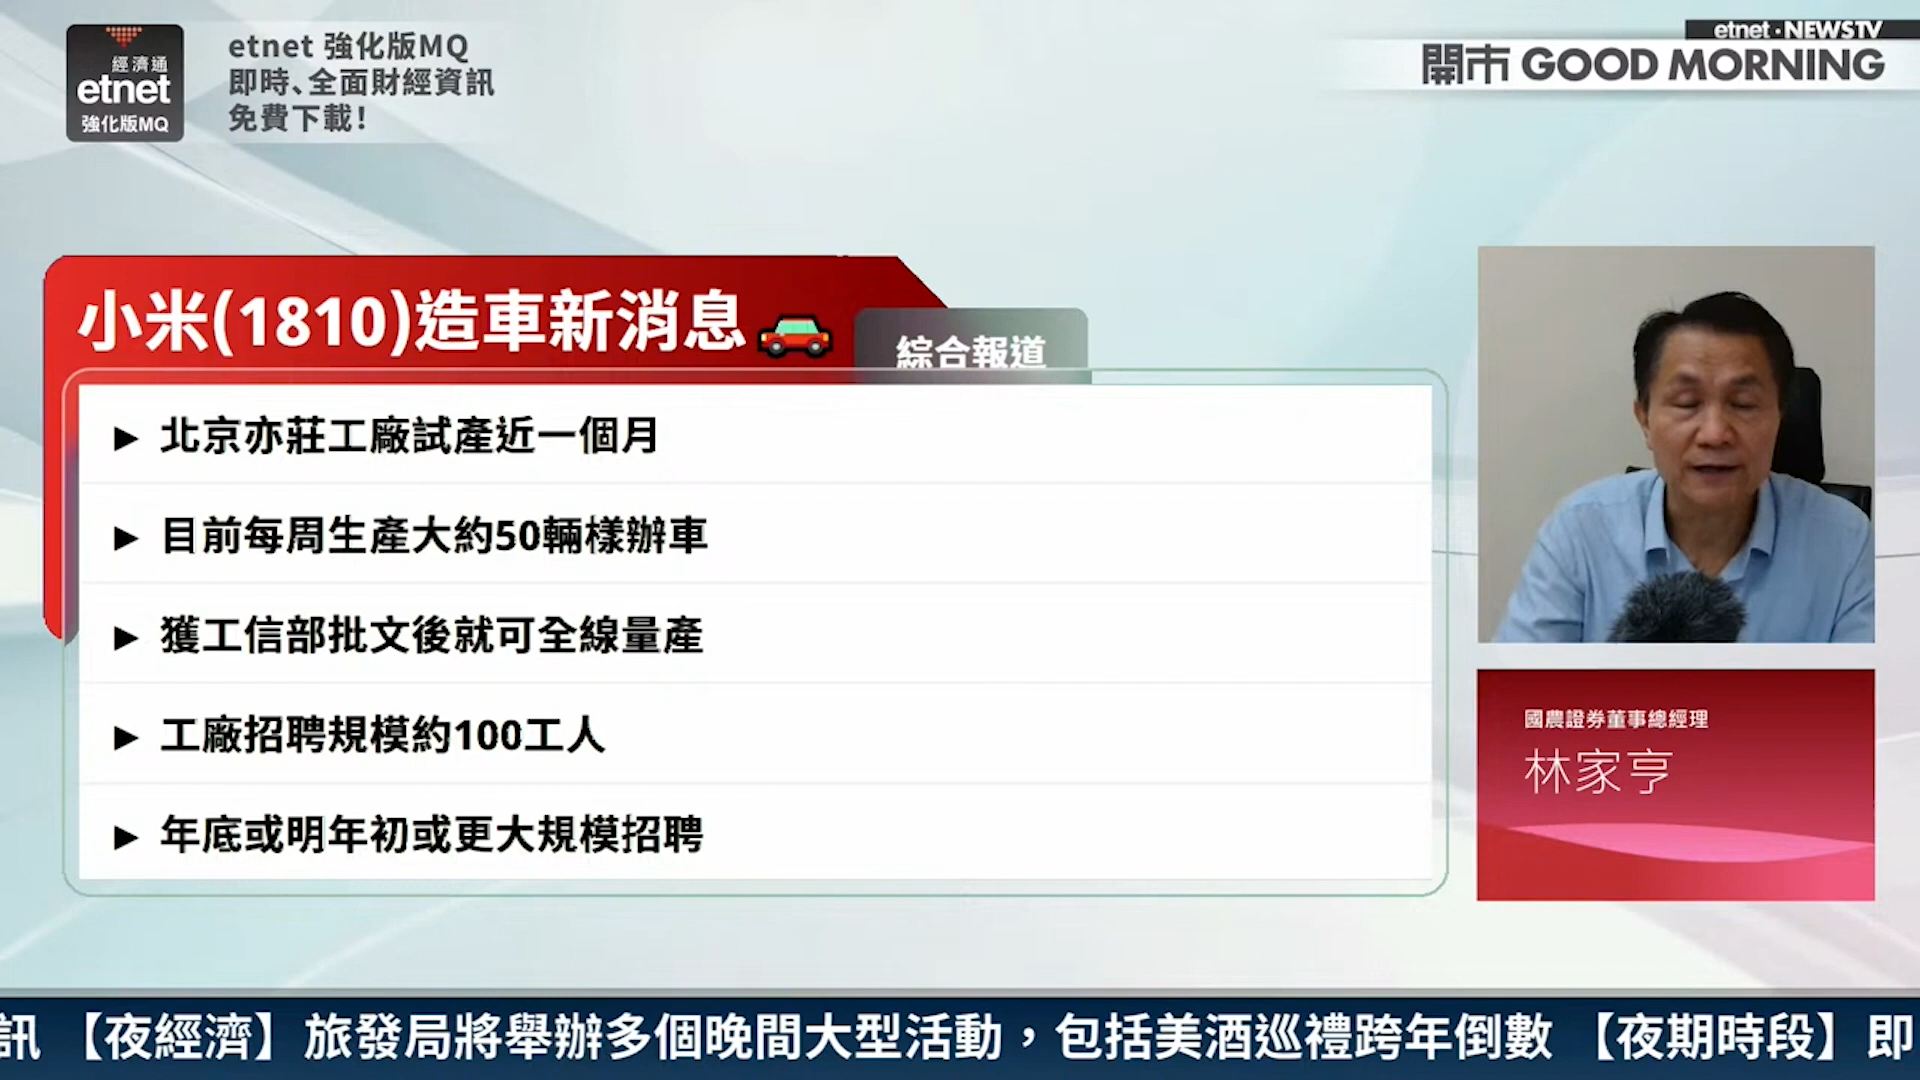 經濟通
etnet
強化版MQ
etnet 強化版MQ
即時、全面財經資訊
免費下載！
etnet·NEWSTV
開市 GOOD MORNING
小米(1810)造車新消息
綜合報道
▶ 北京亦莊工廠試產近一個月
▶ 目前每周生產大約50輛樣辦車
▶ 獲工信部批文後就可全線量產
▶ 工廠招聘規模約100工人
▶ 年底或明年初或更大規模招聘
國農證券董事總經理
林家亨
訊 【夜經濟】旅發局將舉辦多個晚間大型活動，包括美酒巡禮跨年倒數 【夜期時段】即